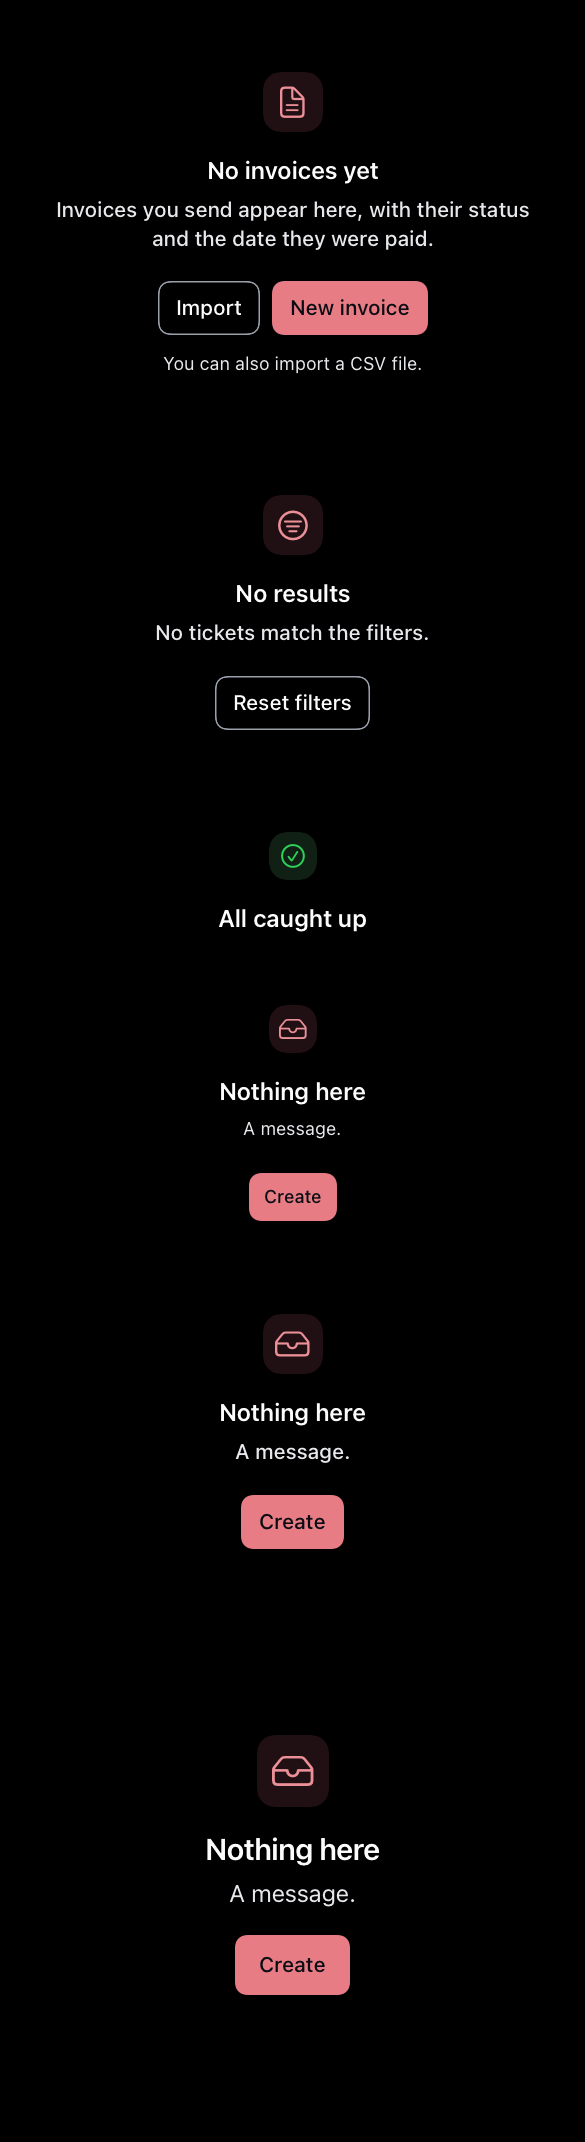 No invoices yet
Invoices you send appear here, with their status
and the date they were paid.
Import
New invoice
You can also import a CSV file.
No results
No tickets match the filters.
Reset filters
All caught up
Nothing here
A message.
Create
Nothing here
A message.
Create
Nothing here
A message.
Create